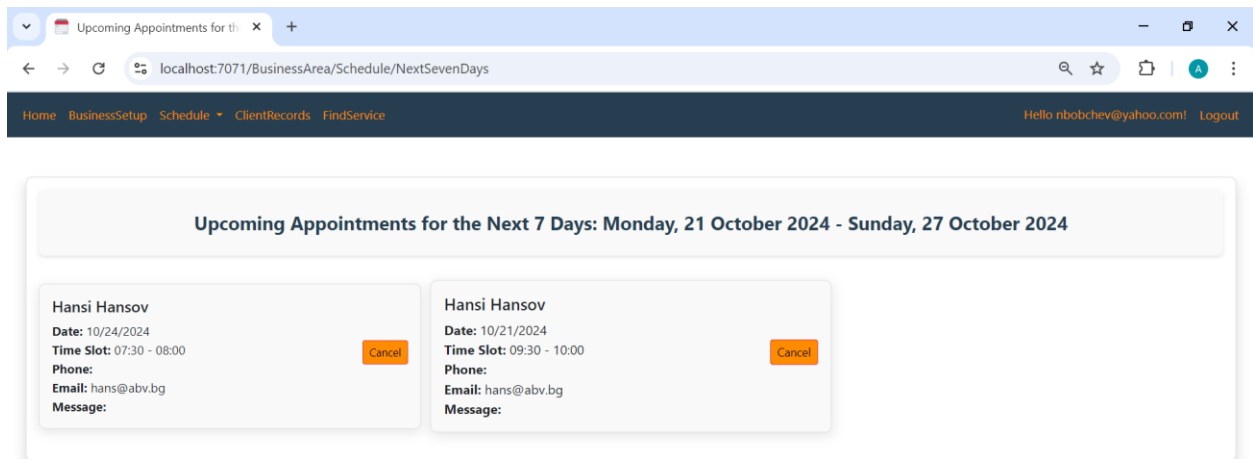 Upcoming Appointments for th
localhost:7071/BusinessArea/Schedule/NextSevenDays
A
Home BusinessSetup Schedule ClientRecords FindService Hello nbobchev@yahoo.com! Logout
Upcoming Appointments for the Next 7 Days: Monday, 21 October 2024 - Sunday, 27 October 2024
Hansi Hansov
Date: 10/24/2024
Time Slot: 07:30 - 08:00
Cancel
Phone:
Email: hans@abv.bg
Message:
Hansi Hansov
Date: 10/21/2024
Time Slot: 09:30 - 10:00
Cancel
Phone:
Email: hans@abv.bg
Message: